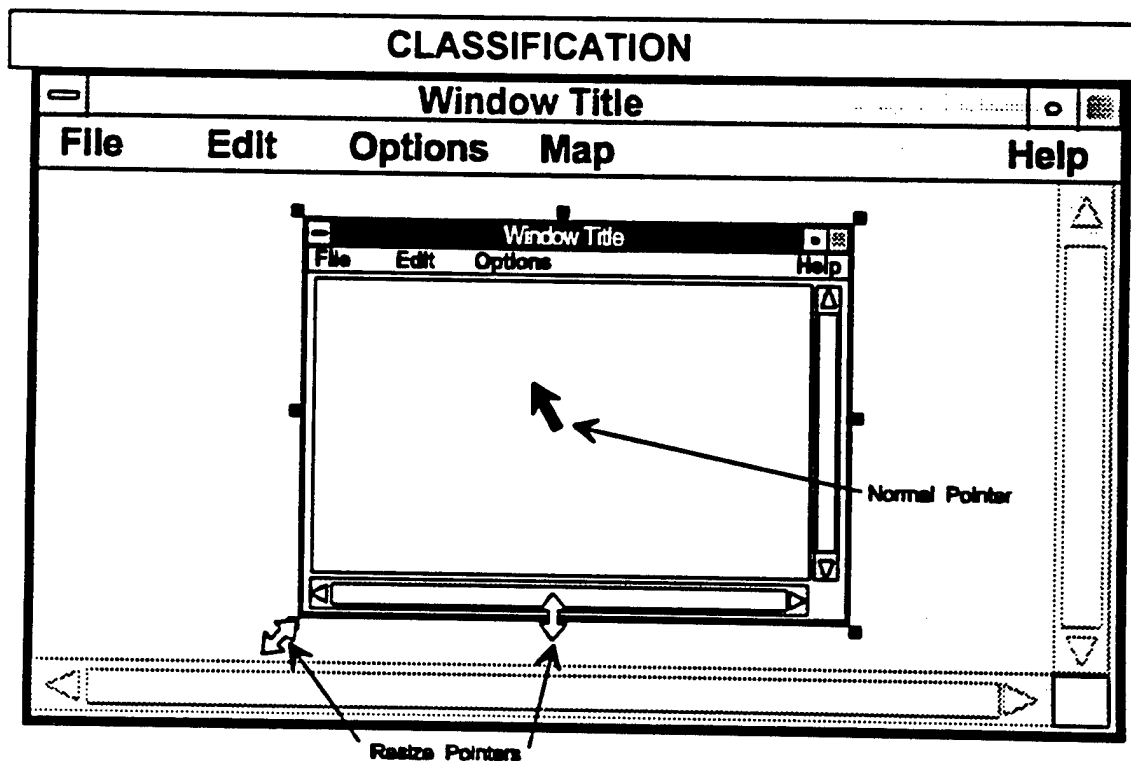 CLASSIFICATION
Window Title
File Edit Options Map Help
Window Title
File Edit Options Help
Normal Pointer
Resize Pointers